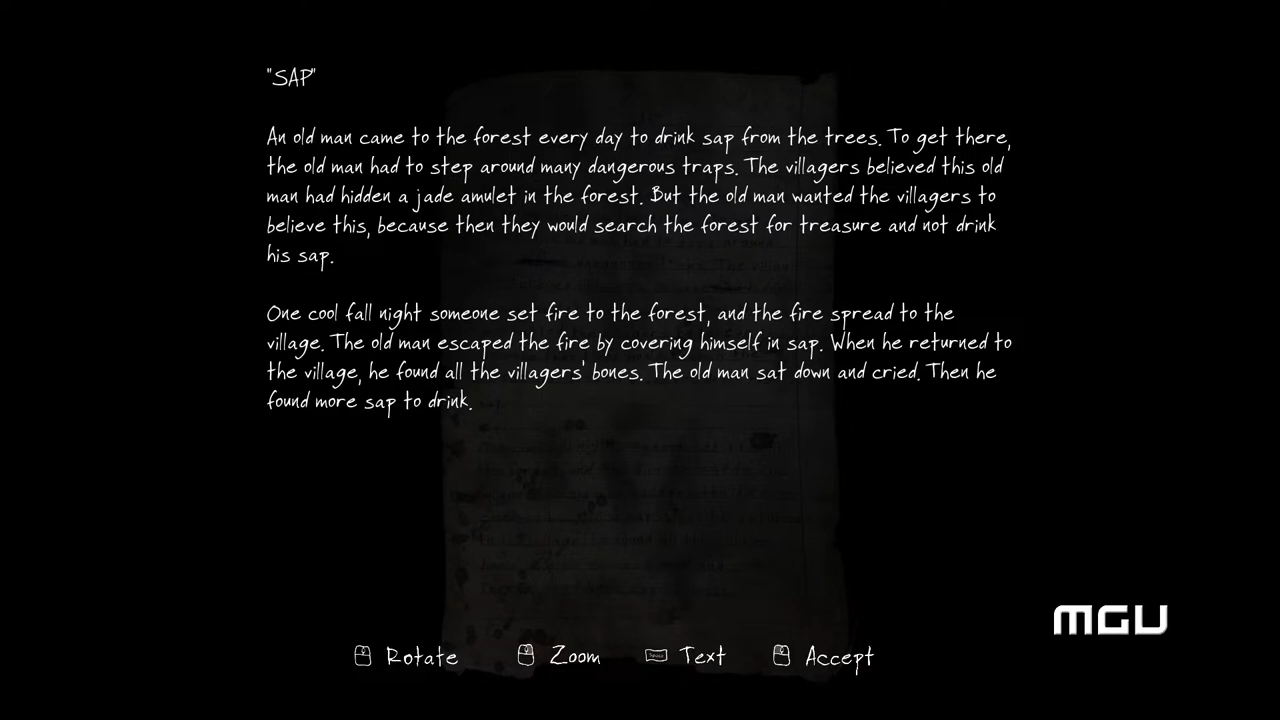 "SAP"
An old man came to the forest every day to drink sap from the trees. To get there,
the old man had to step around many dangerous traps. The villagers believed this old
man had hidden a jade amulet in the forest. But the old man wanted the villagers to
believe this, because then they would search the forest for treasure and not drink
his sap.
One cool fall night someone set fire to the forest, and the fire spread to the
village. The old man escaped the fire by covering himself in sap. When he returned to
the village, he found all the villagers' bones. The old man sat down and cried. Then he
found more sap to drink.
MGU
Rotate Zoom Text Accept